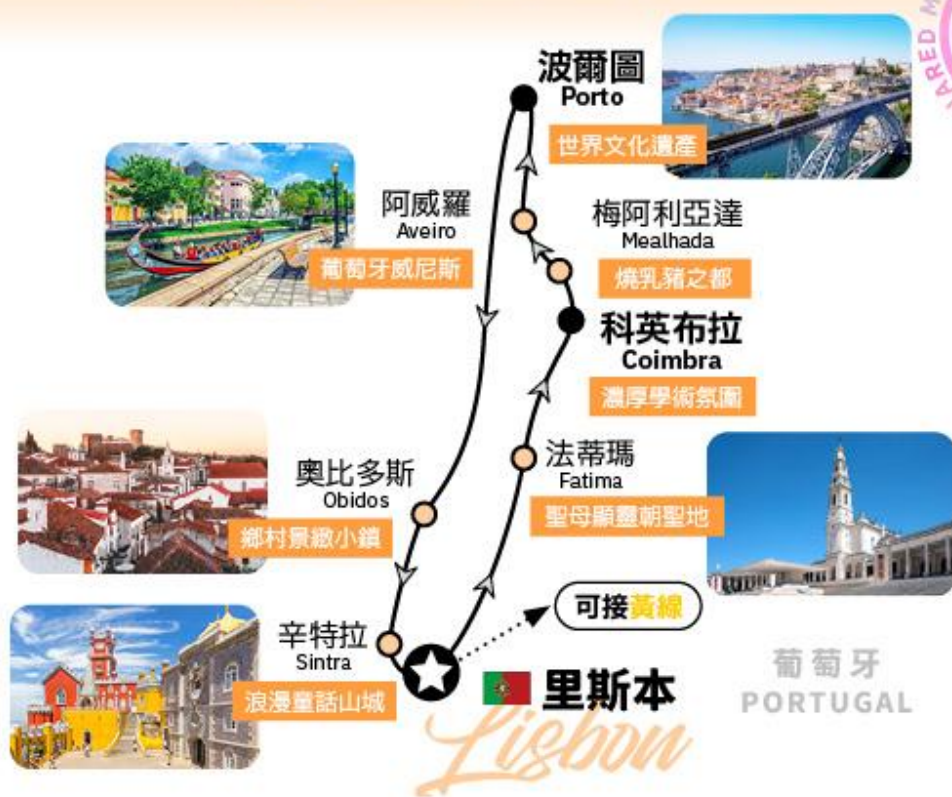 波爾圖
Porto
世界文化遺產
ARED M
阿威羅
Aveiro
葡萄牙威尼斯
梅阿利亞達
Mealhada
燒乳豬之都
科英布拉
Coimbra
濃厚學術氛圍
奧比多斯
Obidos
鄉村景緻小鎮
法蒂瑪
Fatima
聖母顯靈朝聖地
可接黃線
辛特拉
Sintra
浪漫童話山城
里斯本
Lisbon
葡萄牙
PORTUGAL